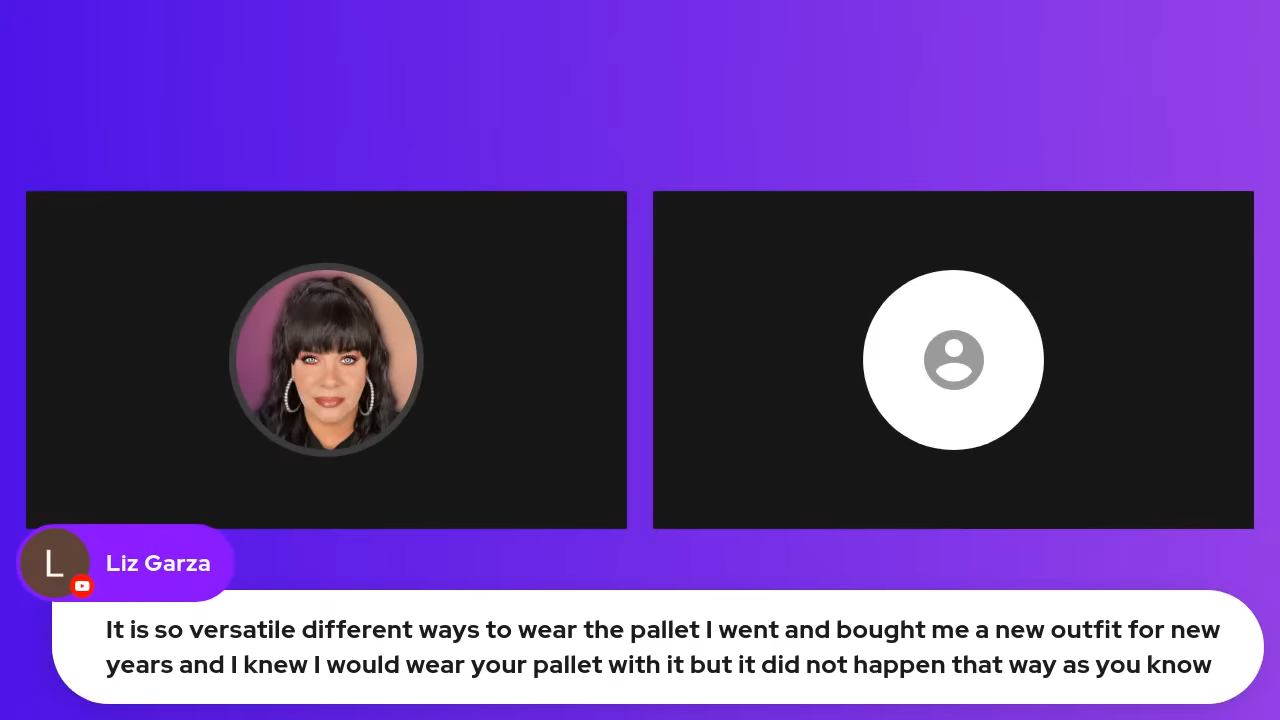 L
Liz Garza
It is so versatile different ways to wear the pallet I went and bought me a new outfit for new
years and I knew I would wear your pallet with it but it did not happen that way as you know